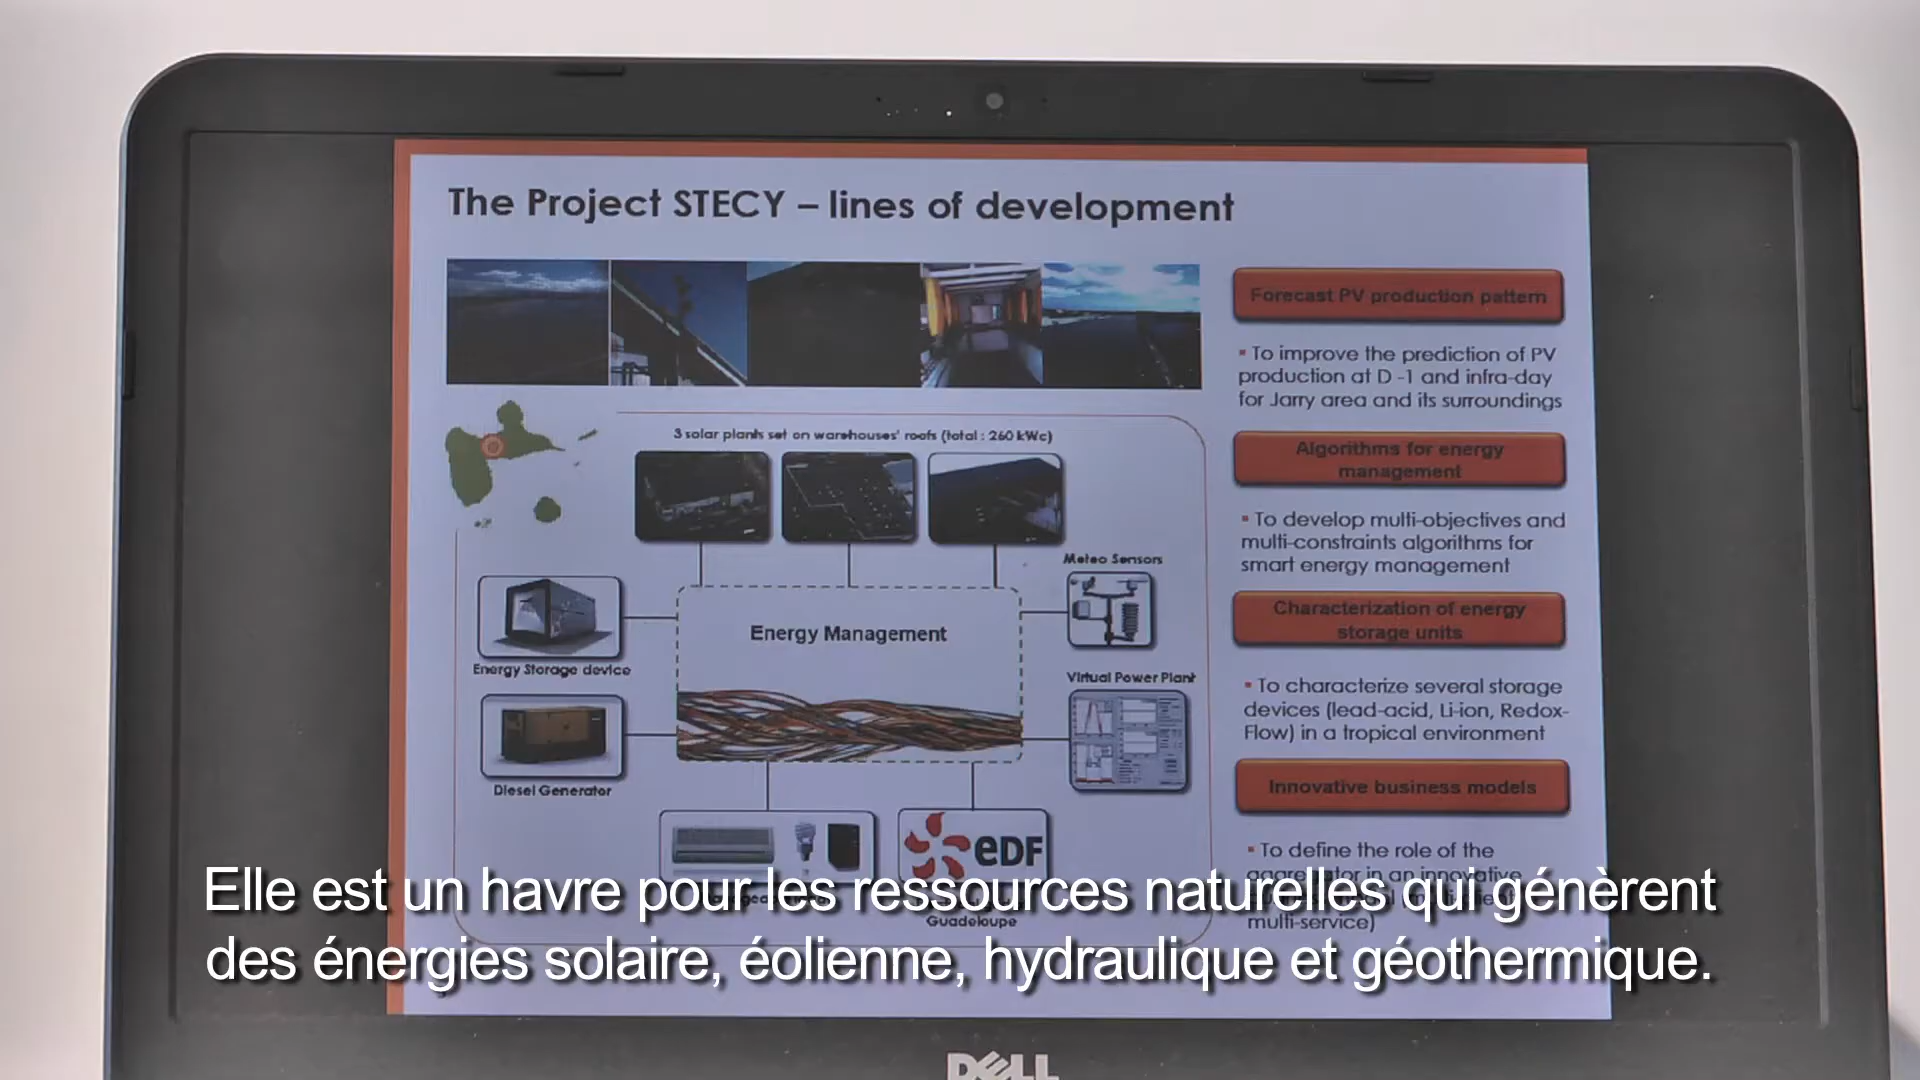 The Project STECY – lines of development
3 solar plants set on warehouses' roofs (total : 260 kWc)
Energy Storage device
Diesel Generator
Energy Management
Meteo Sensors
Virtual Power Plant
eDF
Guadeloupe
Forecast PV production pattern
▪ To improve the prediction of PV
production at D -1 and infra-day
for Jarry area and its surroundings
Algorithms for energy
management
▪ To develop multi-objectives and
multi-constraints algorithms for
smart energy management
Characterization of energy
storage units
▪ To characterize several storage
devices (lead-acid, Li-ion, Redox-
Flow) in a tropical environment
Innovative business models
▪ To define the role of the
aggregator in an innovative
multi-service)
Elle est un havre pour les ressources naturelles qui génèrent
des énergies solaire, éolienne, hydraulique et géothermique.
DELL